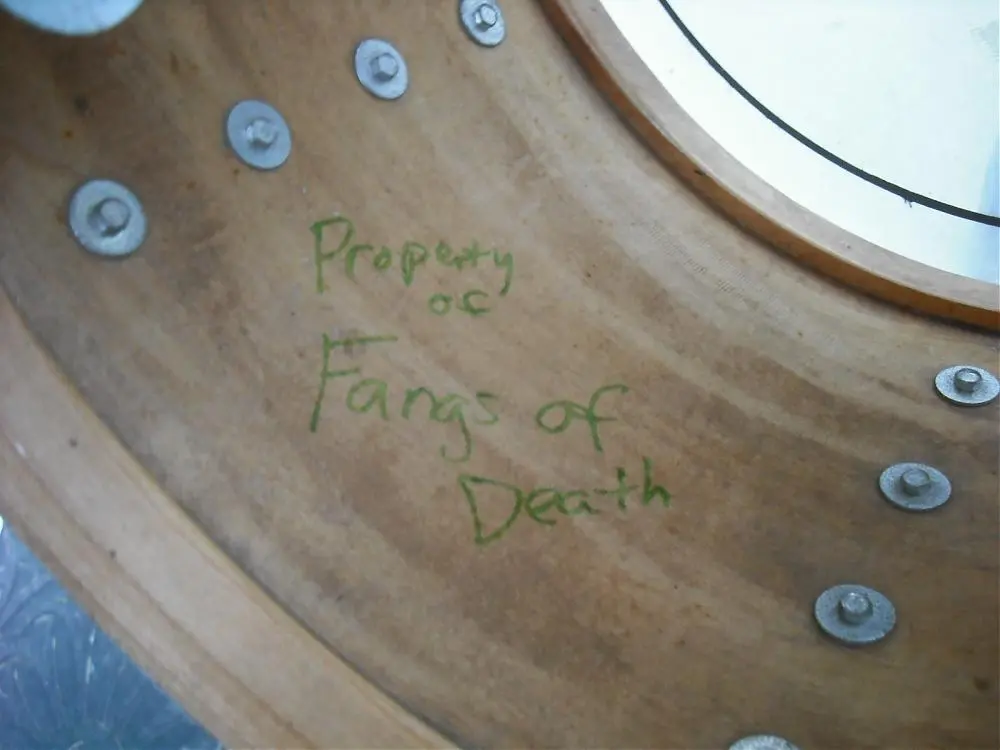 Property
of
Fangs of
Death